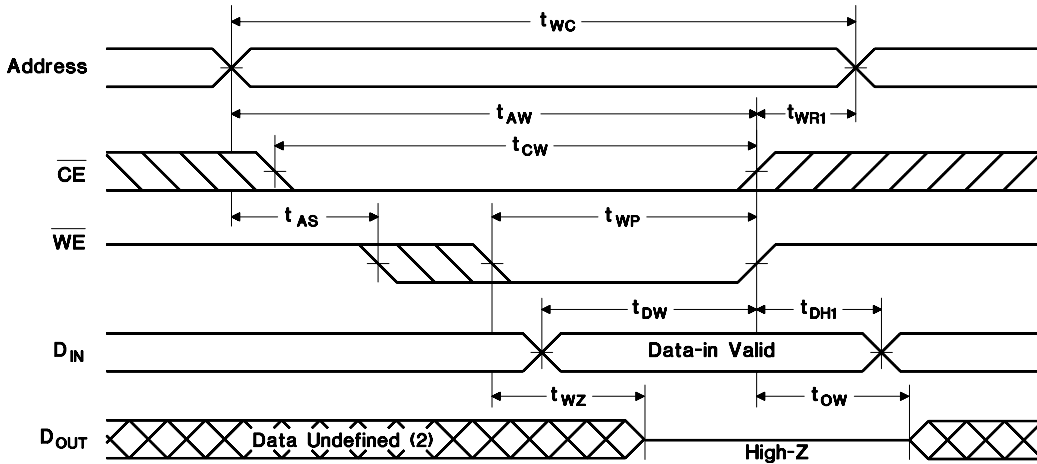 tWC
Address
tAW tWR1
tCW
CE
tAS tWP
WE
tDW tDH1
DIN Data-in Valid
tWZ tOW
DOUT Data Undefined (2) High-Z